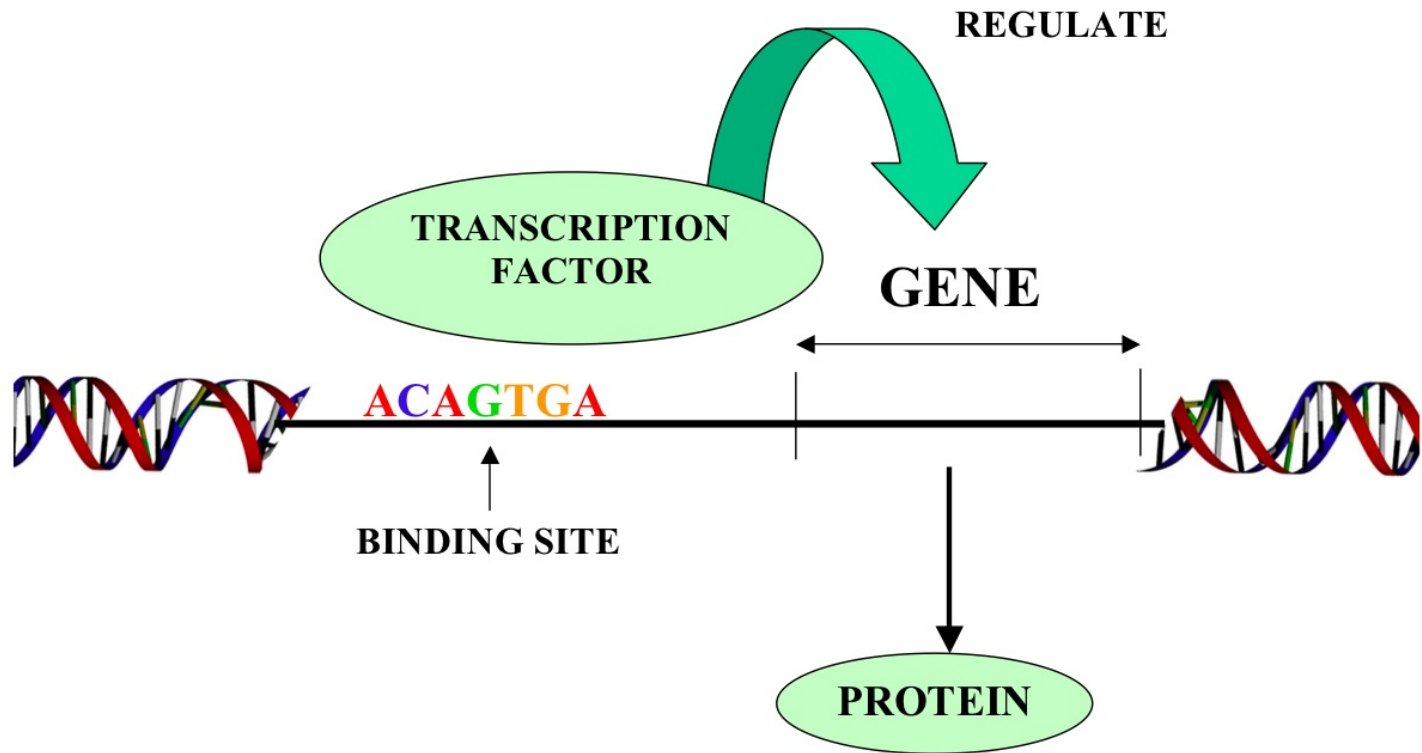 REGULATE
TRANSCRIPTION
FACTOR
GENE
ACAGTGA
BINDING SITE
PROTEIN